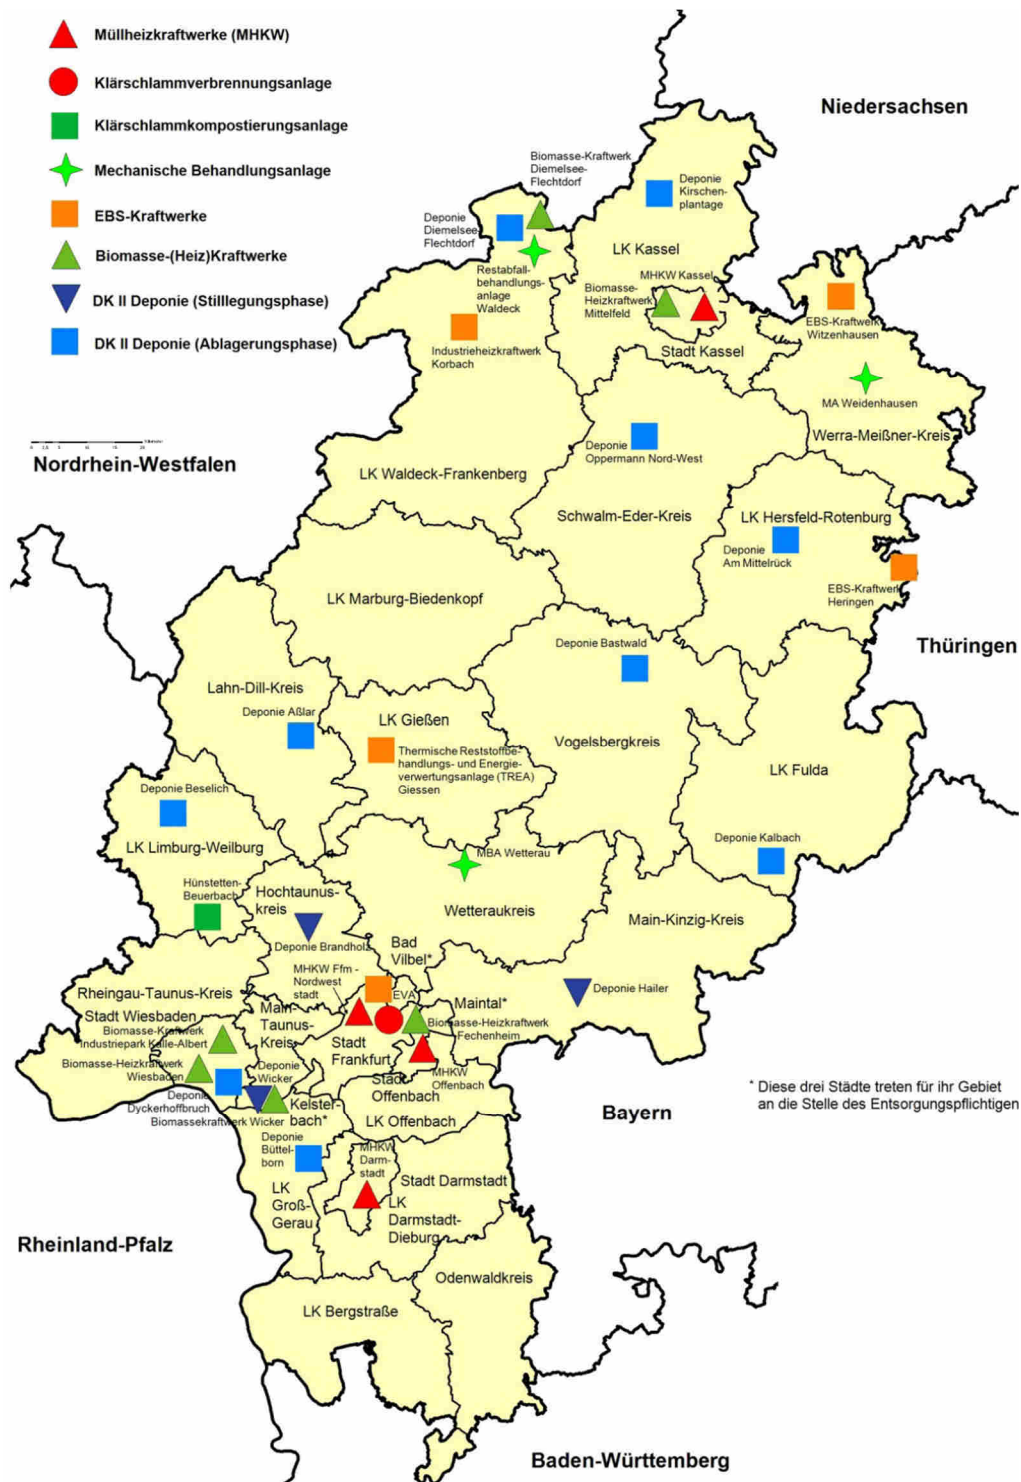 Müllheizkraftwerke (MHKW)
Klärschlammverbrennungsanlage
Klärschlammkompostierungsanlage
Mechanische Behandlungsanlage
EBS-Kraftwerke
Biomasse-(Heiz)Kraftwerke
DK II Deponie (Stilllegungsphase)
DK II Deponie (Ablagerungsphase)
Niedersachsen
Biomasse-Kraftwerk
Diemelsee-
Flechtdorf
Deponie
Kirschen-
plantage
Deponie
Diemelsee-
Flechtdorf
LK Kassel
Restabfall-
behandlungs-
anlage
Waldeck
MHKW Kassel
Biomasse-
Heizkraftwerk
Mittelfeld
Stadt Kassel
EBS-Kraftwerk
Witzenhausen
Industrieheizkraftwerk
Korbach
MA Weidenhausen
Werra-Meißner-Kreis
Deponie
Oppermann Nord-West
Nordrhein-Westfalen
LK Waldeck-Frankenberg
Schwalm-Eder-Kreis
LK Hersfeld-Rotenburg
Deponie
Am Mittelrück
EBS-Kraftwerk
Heringen
LK Marburg-Biedenkopf
Thüringen
Deponie Bastwald
Lahn-Dill-Kreis
Deponie Aßlar
LK Gießen
Thermische Reststoffbe-
handlungs- und Energie-
verwertungsanlage (TREA)
Giessen
Vogelsbergkreis
LK Fulda
Deponie Beselich
LK Limburg-Weilburg
Deponie Kalbach
MBA Wetterau
Hünstetten-
Beuerbach
Hochtaunus-
kreis
Wetteraukreis
Main-Kinzig-Kreis
Deponie Brandholz
Bad
Vilbel*
MHKW Ffm -
Nordwest
stadt
EVA
Deponie Hailer
Rheingau-Taunus-Kreis
Maintal*
Stadt Wiesbaden
Biomasse-Kraftwerk
Industriepark Kalle-Albert
Main-
Taunus-
Kreis
Biomasse-Heizkraftwerk
Fechenheim
Stadt
Frankfurt
Biomasse-Heizkraftwerk
Wiesbaden
Deponie
Wicker
MHKW
Offenbach
Stadt
Offenbach
Deponie
Dyckerhoffbruch
Biomassekraftwerk Wicker
Kelster-
bach*
LK Offenbach
* Diese drei Städte treten für ihr Gebiet
an die Stelle des Entsorgungspflichtigen
Bayern
Deponie
Büttel-
born
MHKW
Darm-
stadt
Stadt Darmstadt
LK
Groß-
Gerau
LK
Darmstadt-
Dieburg
Rheinland-Pfalz
Odenwaldkreis
LK Bergstraße
Baden-Württemberg